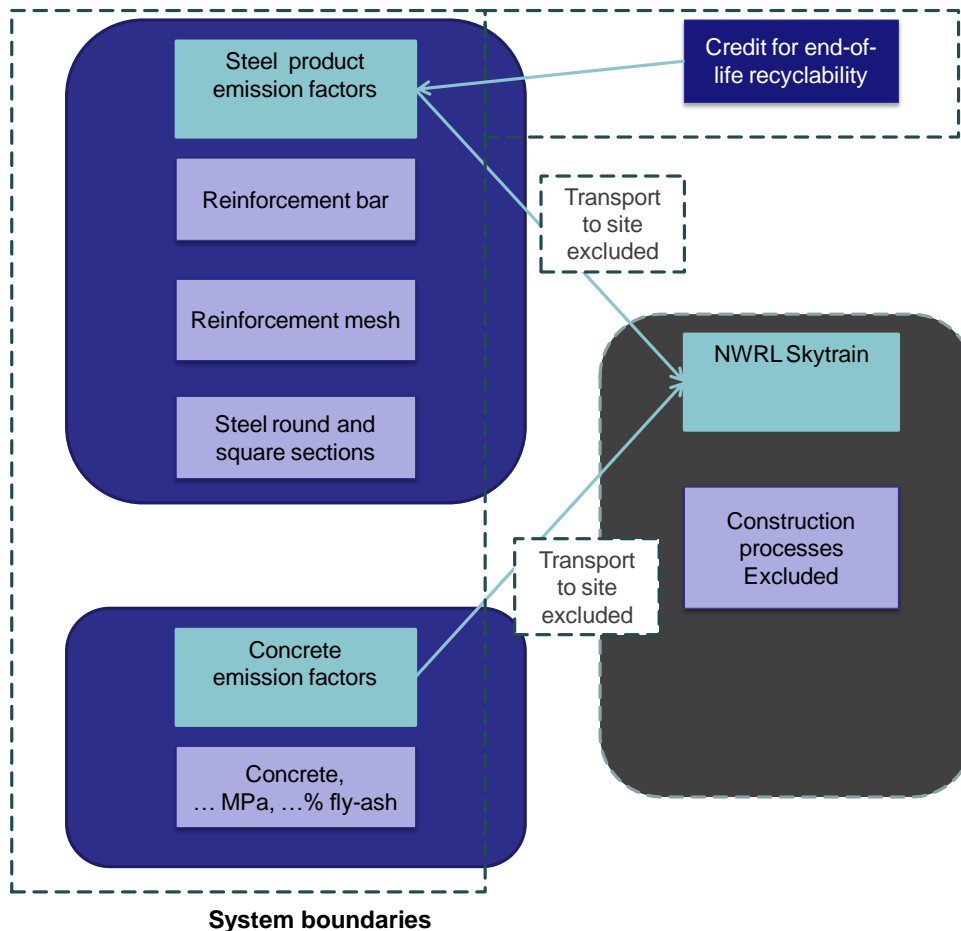 Steel product
emission factors
Credit for end-of-
life recyclability
Reinforcement bar
Transport
to site
excluded
Reinforcement mesh
NWRL Skytrain
Steel round and
square sections
Construction
processes
Excluded
Transport
to site
excluded
Concrete
emission factors
Concrete,
… MPa, …% fly-ash
System boundaries